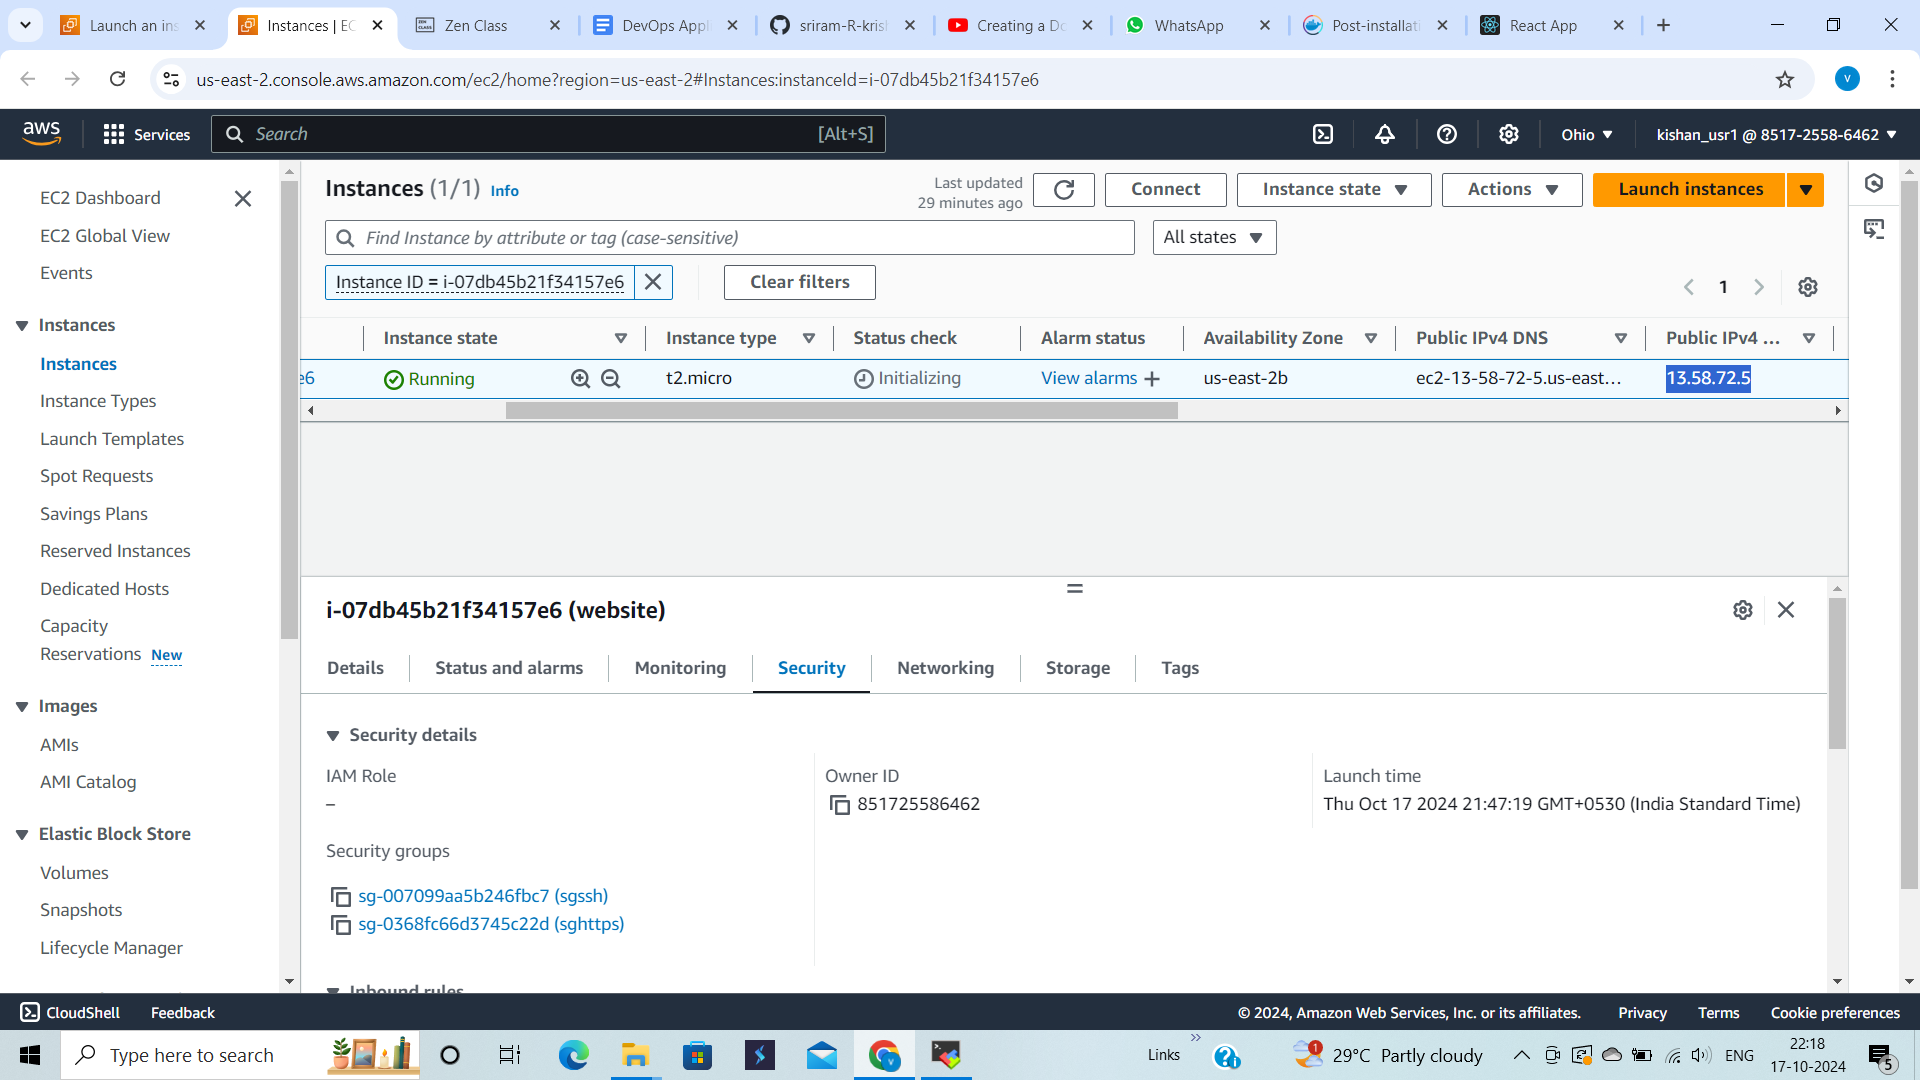 Launch an ins
Instances | EC
Zen Class
DevOps Appli
sriram-R-krish
Creating a Do
WhatsApp
Post-installati
React App
us-east-2.console.aws.amazon.com/ec2/home?region=us-east-2#Instances:instanceId=i-07db45b21f34157e6
V
aws
Services
Search
[Alt+S]
Ohio
kishan_usr1 @ 8517-2558-6462
EC2 Dashboard
EC2 Global View
Events
Instances
Instances
Instance Types
Launch Templates
Spot Requests
Savings Plans
Reserved Instances
Dedicated Hosts
Capacity
Reservations New
Images
AMIs
AMI Catalog
Elastic Block Store
Volumes
Snapshots
Lifecycle Manager
Instances (1/1) Info
Last updated
29 minutes ago
Connect
Instance state
Actions
Launch instances
Find Instance by attribute or tag (case-sensitive)
All states
Instance ID = i-07db45b21f34157e6
Clear filters
1
Instance state
Instance type
Status check
Alarm status
Availability Zone
Public IPv4 DNS
Public IPv4 ...
e6
Running
t2.micro
Initializing
View alarms
us-east-2b
ec2-13-58-72-5.us-east...
13.58.72.5
i-07db45b21f34157e6 (website)
Details
Status and alarms
Monitoring
Security
Networking
Storage
Tags
Security details
IAM Role
–
Owner ID
851725586462
Launch time
Thu Oct 17 2024 21:47:19 GMT+0530 (India Standard Time)
Security groups
sg-007099aa5b246fbc7 (sgssh)
sg-0368fc66d3745c22d (sghttps)
Inbound rules
CloudShell
Feedback
© 2024, Amazon Web Services, Inc. or its affiliates.
Privacy
Terms
Cookie preferences
Type here to search
Links
1
29°C Partly cloudy
ENG
22:18
17-10-2024
5